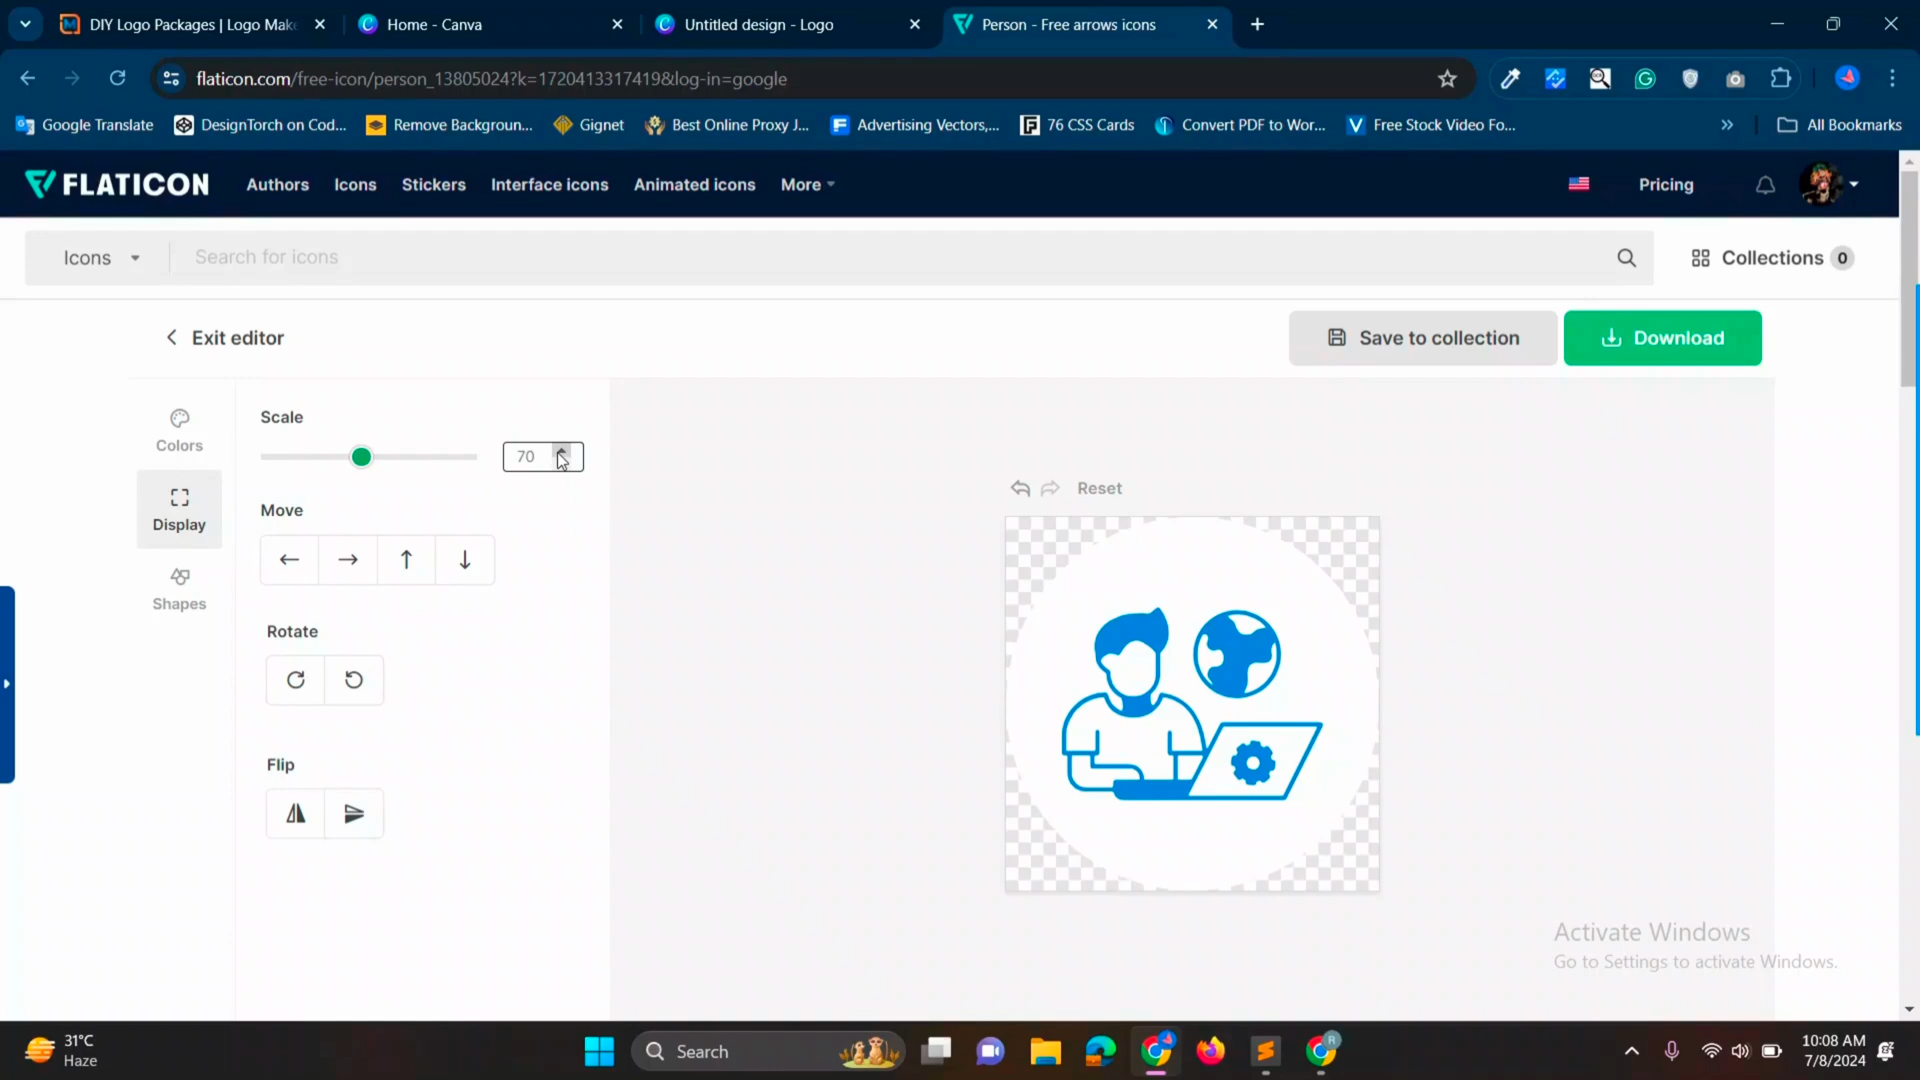 DIY Logo Packages | Logo Make
Home - Canva
Untitled design - Logo
Person - Free arrows icons
flaticon.com/free-icon/person_13805024?k=1720413317419&log-in=google
Google Translate
DesignTorch on Cod...
Remove Backgroun...
Gignet
Best Online Proxy J...
Advertising Vectors,...
76 CSS Cards
Convert PDF to Wor...
Free Stock Video Fo...
All Bookmarks
FLATICON
Authors
Icons
Stickers
Interface icons
Animated icons
More
Pricing
Icons
Search for icons
Collections 0
Exit editor
Save to collection
Download
Colors
Display
Shapes
Scale
70
Move
Rotate
Flip
Reset
Activate Windows
Go to Settings to activate Windows.
31°C
Haze
Search
10:08 AM
7/8/2024